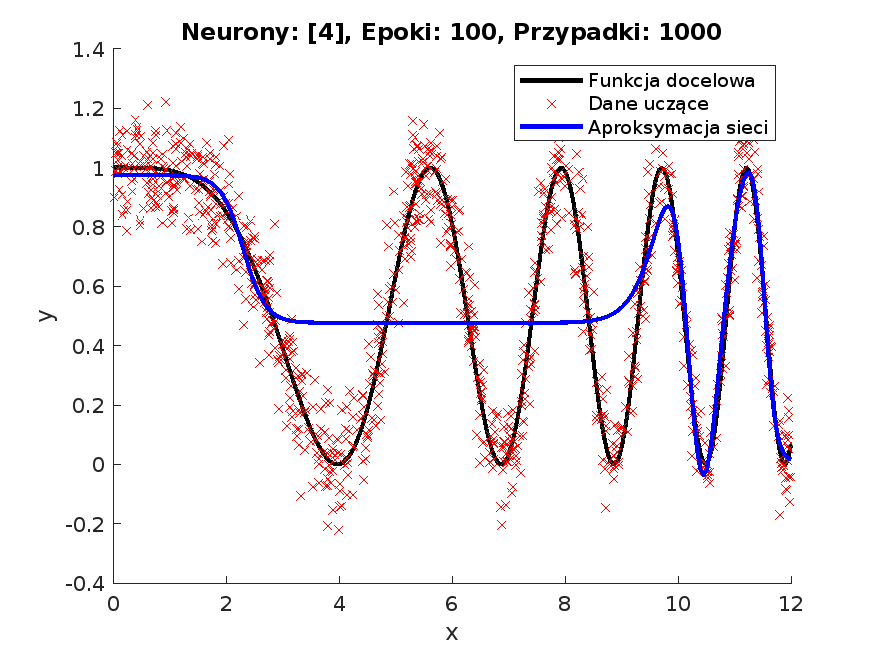 Neurony: [4], Epoki: 100, Przypadki: 1000
1.4
1.2
1
0.8
0.6
0.4
0.2
0
-0.2
-0.4
y
Funkcja docelowa
Dane uczące
Aproksymacja sieci
0 2 4 6 8 10 12
x